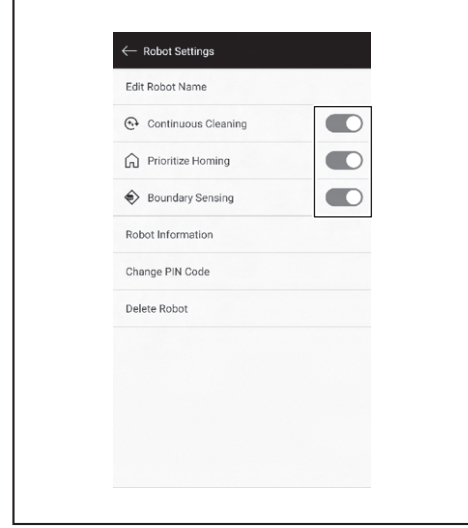 Robot Settings
Edit Robot Name
Continuous Cleaning
Prioritize Homing
Boundary Sensing
Robot Information
Change PIN Code
Delete Robot